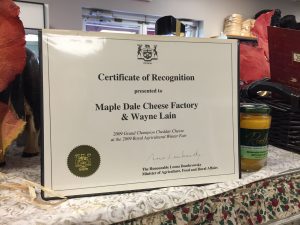 Certificate of Recognition
presented to
Maple Dale Cheese Factory
& Wayne Lain
2009 Grand Champion Cheddar Cheese
at the 2009 Royal Agricultural Winter Fair
The Honorable Leona Dombrowsky
Minister of Agriculture, Food and Rural Affairs